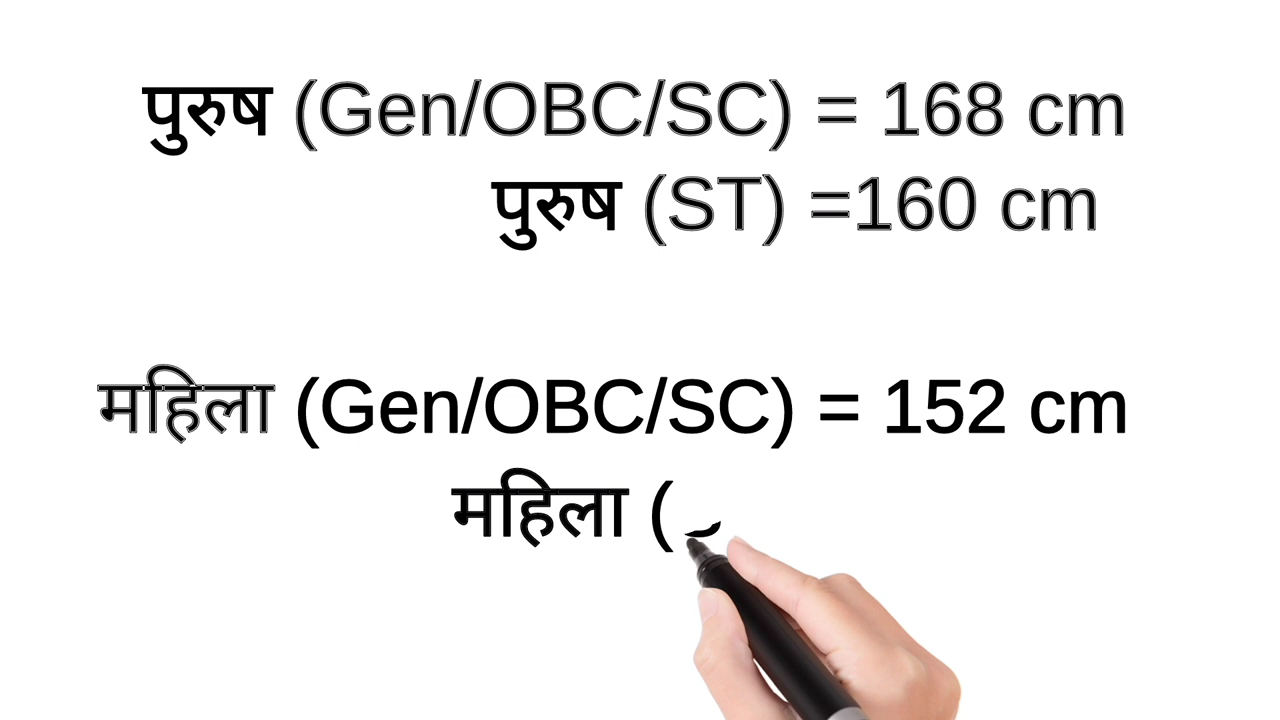 पुरुष (Gen/OBC/SC) = 168 cm
पुरुष (ST) =160 cm
महिला (Gen/OBC/SC) = 152 cm
महिला (